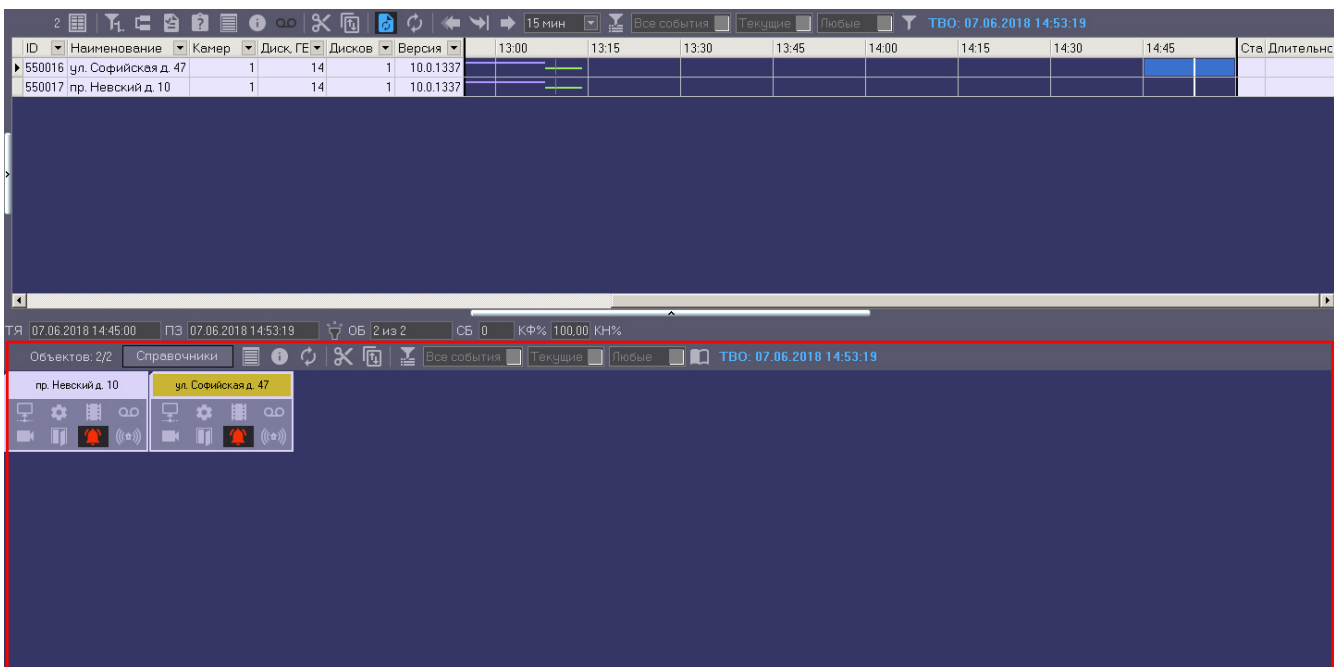 2 15 мин Все события Текущие Любые ТВО: 07.06.2018 14:53:19
ID Наименование Камер Диск, ГЕ Дисков Версия 13:00 13:15 13:30 13:45 14:00 14:15 14:30 14:45 Ста Длительнс
550016 ул. Софийская д. 47 1 14 1 10.0.1337
550017 пр. Невский д. 10 1 14 1 10.0.1337
ТЯ 07.06.2018 14:45:00 ПЗ 07.06.2018 14:53:19 ОБ 2 из 2 СБ 0 КФ% 100,00 КН%
Объектов: 2/2 Справочники Все события Текущие Любые ТВО: 07.06.2018 14:53:19
пр. Невский д. 10 ул. Софийская д. 47